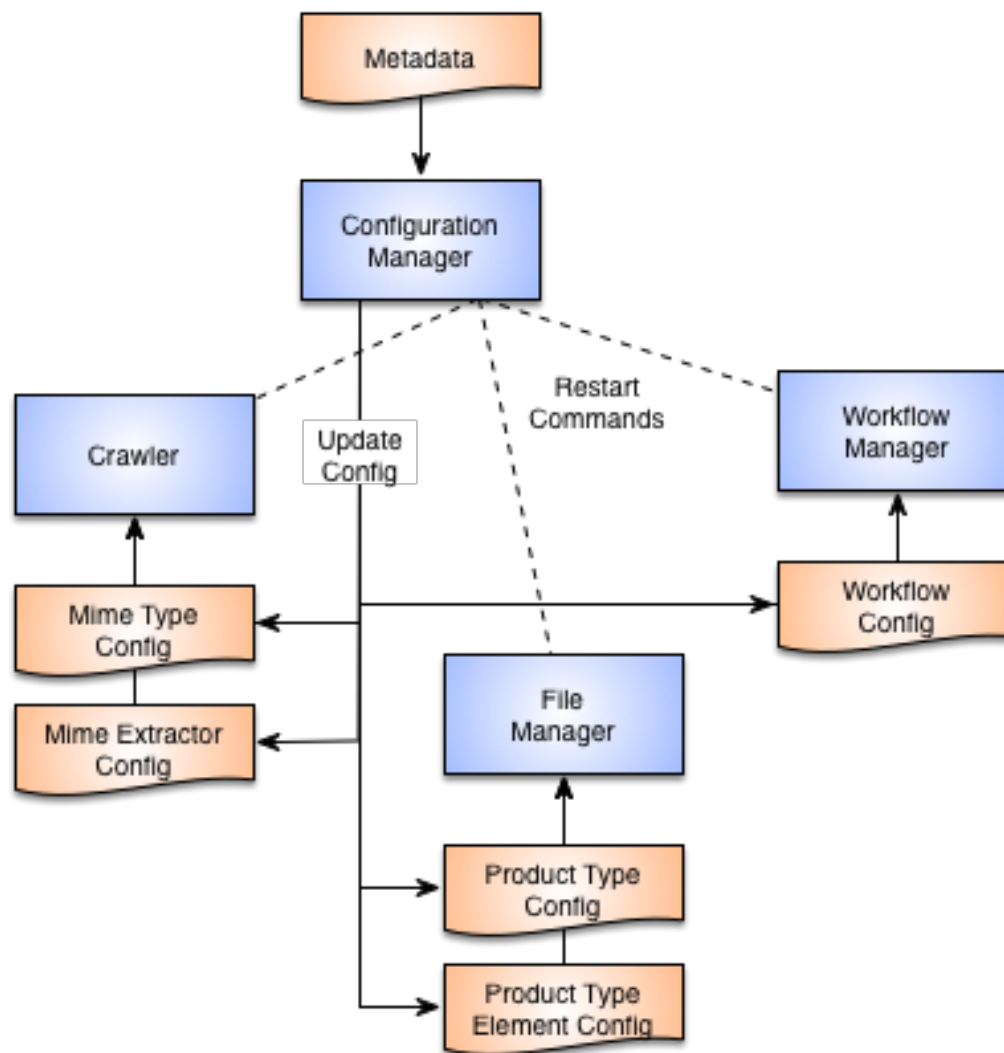 Metadata
Configuration
Manager
Restart
Commands
Workflow
Manager
Crawler
Update
Config
Mime Type
Config
Workflow
Config
File
Manager
Mime Extractor
Config
Product Type
Config
Product Type
Element Config